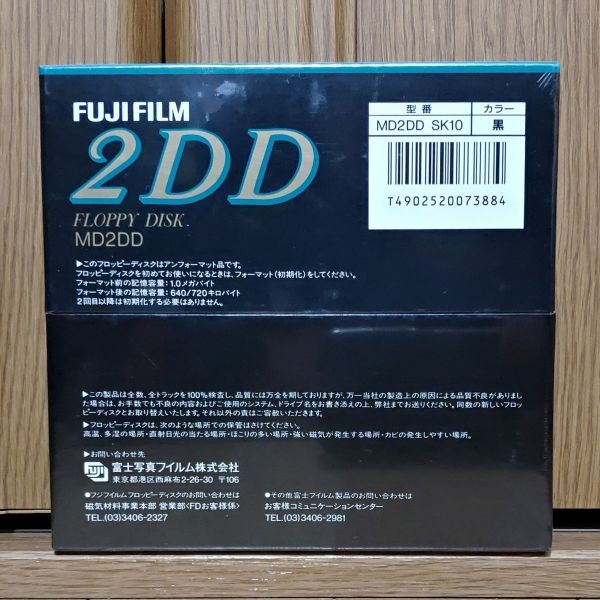 FUJI FILM
2DD
FLOPPY DISK
MD2DD
型番 カラー
MD2DD SK10 黒
T4902520073884
▶このフロッピーディスクはアンフォーマット品です。
フロッピーディスクを初めてお使いになるときは、フォーマット(初期化)をしてください。
フォーマット前の記憶容量:1.0メガバイト
フォーマット後の記憶容量:640/720キロバイト
2回目以降は初期化する必要はありません。
▶この製品は全数、全トラックを100%検査し、品質には万全を期しておりますが、万一当社の製造上の原因による品質不良がありまし
た場合は、お手数でも不良の内容およびご使用のシステム、ドライブ名をお書き添えの上、弊社までお送りください。同数の新しいフロッ
ピーディスクとお取り替えいたします。それ以外の責はご容赦いただきます。
▶フロッピーディスクは、次のような場所での保管はさけてください。
高温、多湿の場所・直射日光の当たる場所・ほこりの多い場所・強い磁気が発生する場所・カビの発生しやすい場所。
▶お問い合わせ先
FUJI 富士写真フイルム株式会社
東京都港区西麻布2-26-30 〒106
●フジフイルム フロッピーディスクのお問い合わせは
磁気材料事業本部 営業部<FDお客様係>
TEL.(03)3406-2327
●その他富士フイルム製品のお問い合わせは
お客様コミュニケーションセンター
TEL.(03)3406-2981